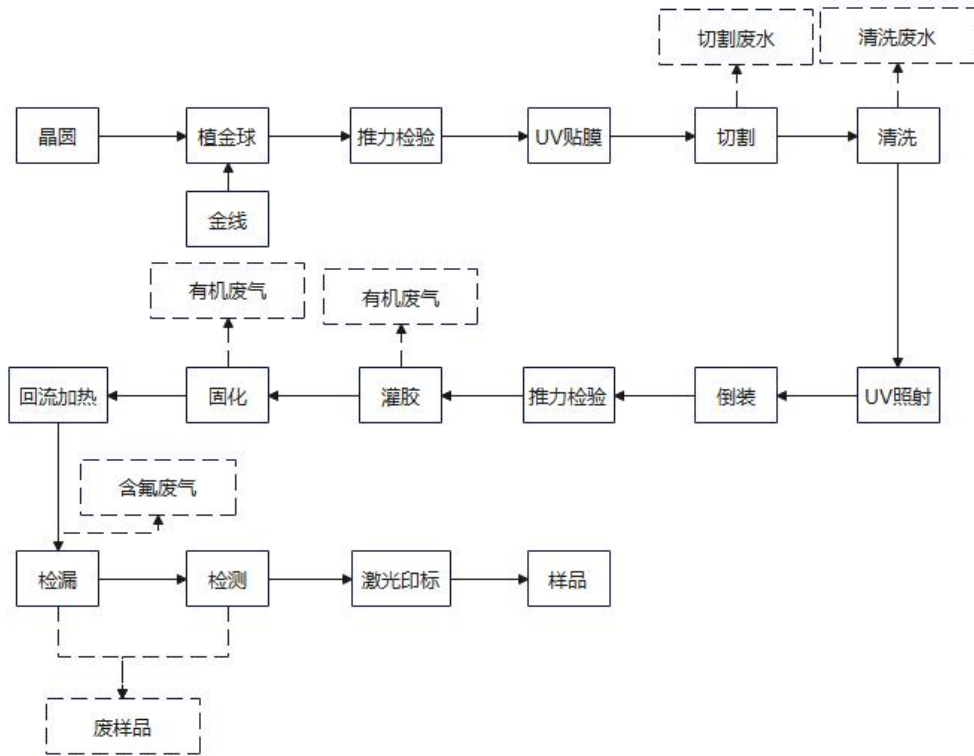 切割废水
清洗废水
晶圆
植金球
推力检验
UV贴膜
切割
清洗
金线
有机废气
有机废气
回流加热
固化
灌胶
推力检验
倒装
UV照射
含氟废气
检漏
检测
激光印标
样品
废样品